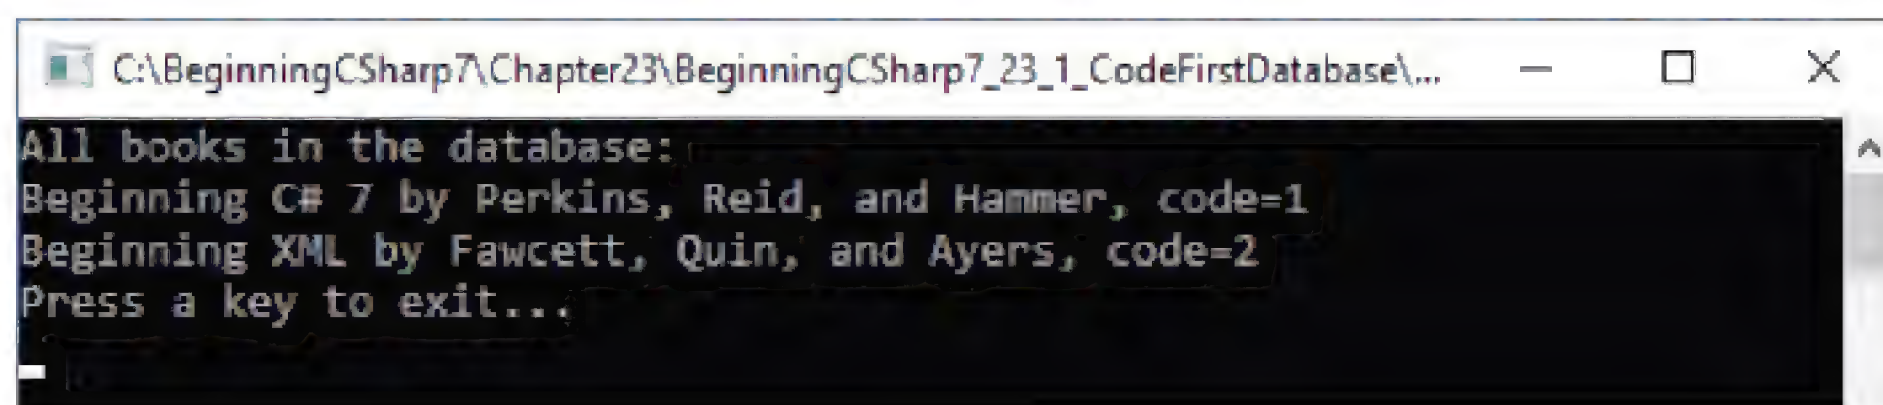 C:\BeginningCSharp7\Chapter23\BeginningCSharp7_23_1_CodeFirstDatabase\...
All books in the database:
Beginning C# 7 by Perkins, Reid, and Hammer, code=1
Beginning XML by Fawcett, Quin, and Ayers, code=2
Press a key to exit...